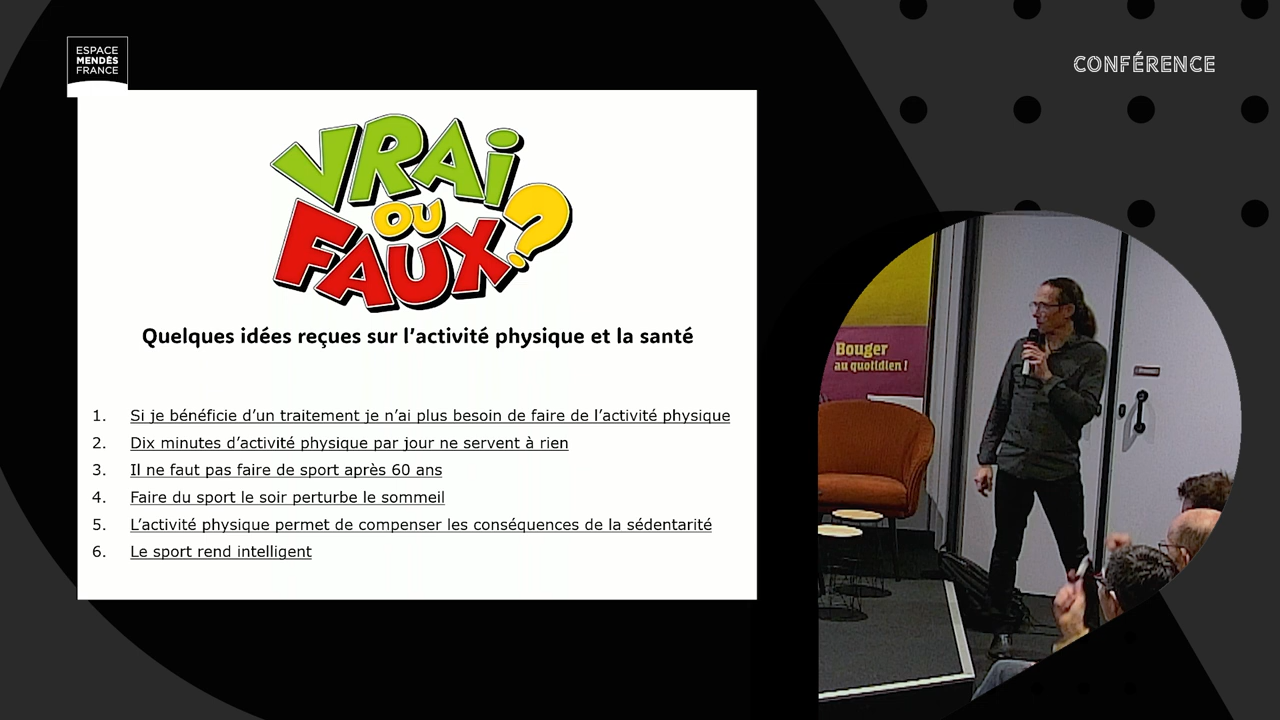 ESPACE
MENDÈS
FRANCE
CONFÉRENCE
VRAi
OU
FAUX?
Quelques idées reçues sur l'activité physique et la santé
1. Si je bénéficie d'un traitement je n'ai plus besoin de faire de l'activité physique
2. Dix minutes d'activité physique par jour ne servent à rien
3. Il ne faut pas faire de sport après 60 ans
4. Faire du sport le soir perturbe le sommeil
5. L'activité physique permet de compenser les conséquences de la sédentarité
6. Le sport rend intelligent
Bouger
au quotidien !